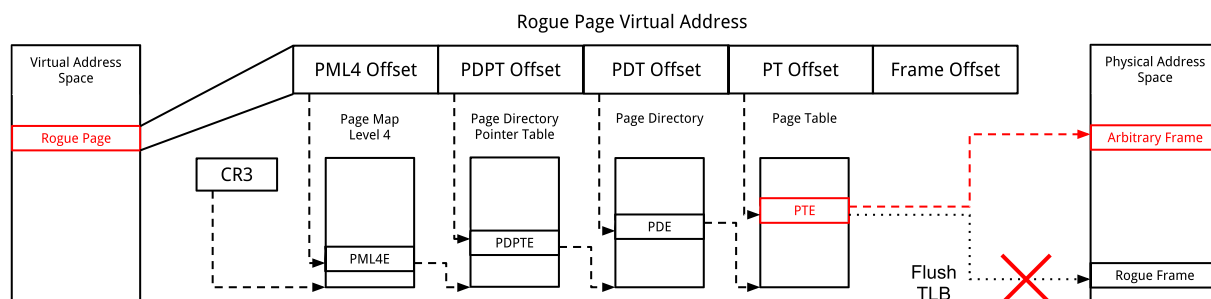 Rogue Page Virtual Address
Virtual Address
Space
PML4 Offset
PDPT Offset
PDT Offset
PT Offset
Frame Offset
Physical Address
Space
Page Map
Level 4
Page Directory
Pointer Table
Page Directory
Page Table
Rogue Page
Arbitrary Frame
CR3
PTE
PDE
PDPTE
PML4E
Flush
TLB
Rogue Frame